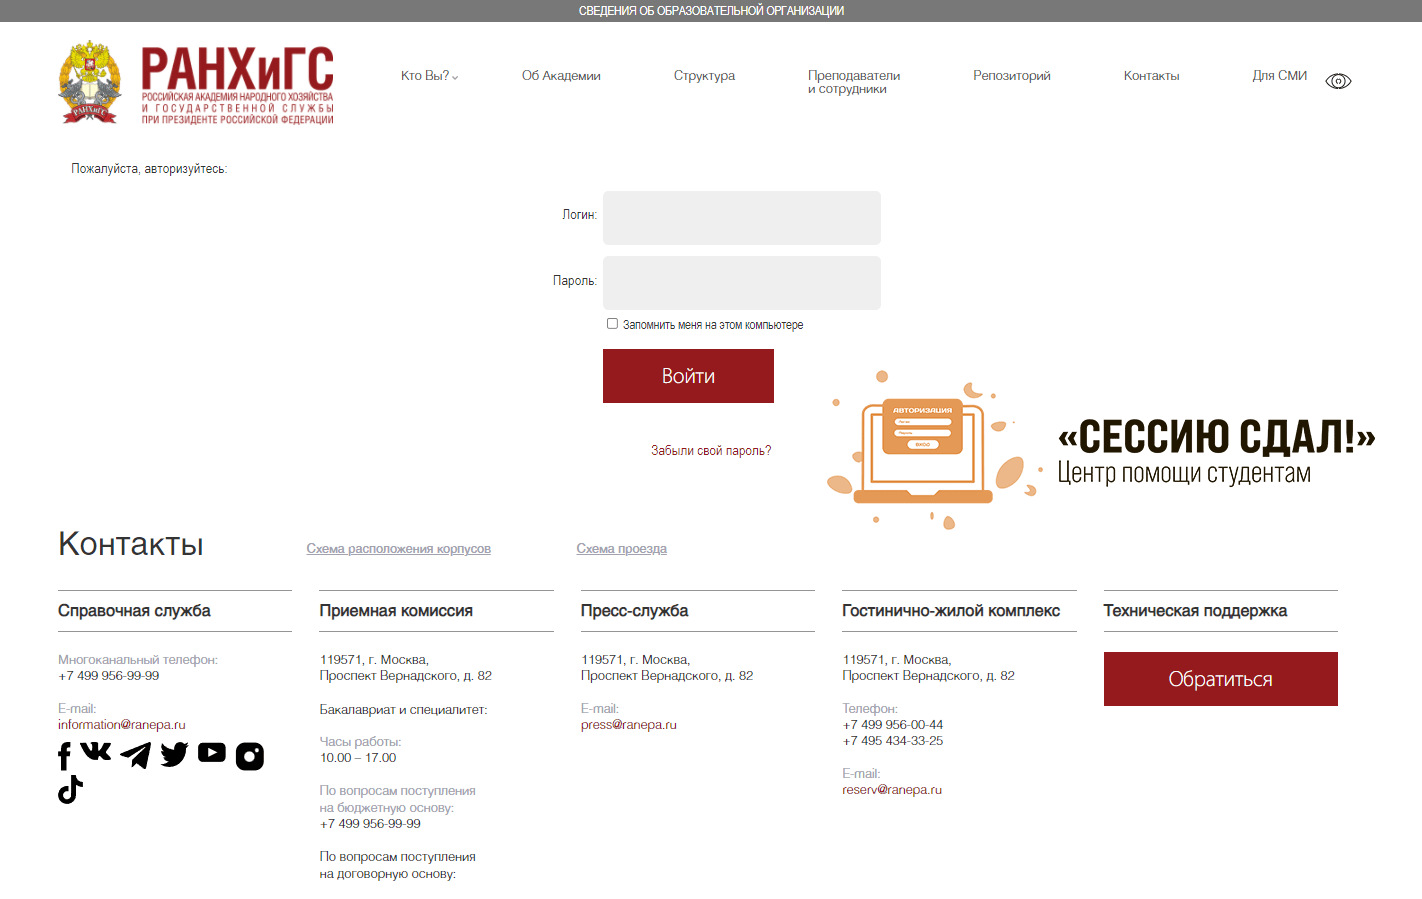 СВЕДЕНИЯ ОБ ОБРАЗОВАТЕЛЬНОЙ ОРГАНИЗАЦИИ
РАНХиГС
РАНХиГС
РОССИЙСКАЯ АКАДЕМИЯ НАРОДНОГО ХОЗЯЙСТВА
И ГОСУДАРСТВЕННОЙ СЛУЖБЫ
ПРИ ПРЕЗИДЕНТЕ РОССИЙСКОЙ ФЕДЕРАЦИИ
Кто Вы?
Об Академии
Структура
Преподаватели
и сотрудники
Репозиторий
Контакты
Для СМИ
Пожалуйста, авторизуйтесь:
Логин:
Пароль:
Запомнить меня на этом компьютере
Войти
Забыли свой пароль?
АВТОРИЗАЦИЯ
«СЕССИЮ СДАЛ!»
Центр помощи студентам
Контакты
Схема расположения корпусов
Схема проезда
Справочная служба
Многоканальный телефон:
+7 499 956-99-99
E-mail:
information@ranepa.ru
Приемная комиссия
119571, г. Москва,
Проспект Вернадского, д. 82
Бакалавриат и специалитет:
Часы работы:
10.00 – 17.00
По вопросам поступления
на бюджетную основу:
+7 499 956-99-99
По вопросам поступления
на договорную основу:
Пресс-служба
119571, г. Москва,
Проспект Вернадского, д. 82
E-mail:
press@ranepa.ru
Гостинично-жилой комплекс
119571, г. Москва,
Проспект Вернадского, д. 82
Телефон:
+7 499 956-00-44
+7 495 434-33-25
E-mail:
reserv@ranepa.ru
Техническая поддержка
Обратиться